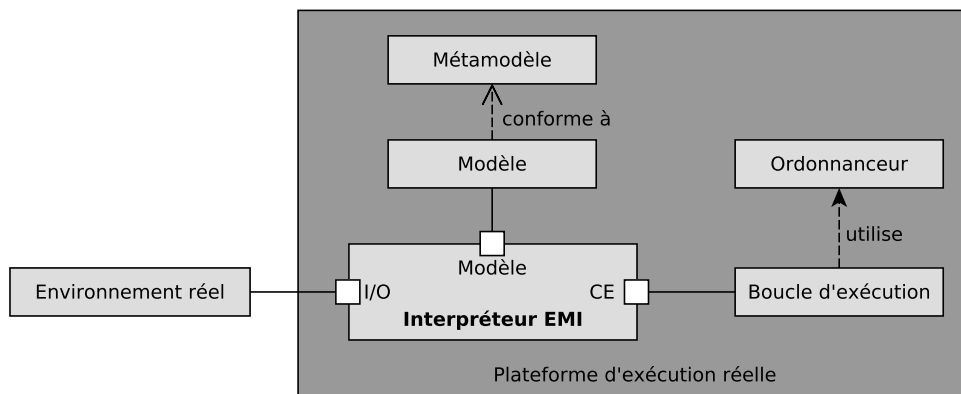 Métamodèle
conforme à
Modèle
Ordonnanceur
utilise
Modèle
Environnement réel
I/O
CE
Boucle d'exécution
Interpréteur EMI
Plateforme d'exécution réelle